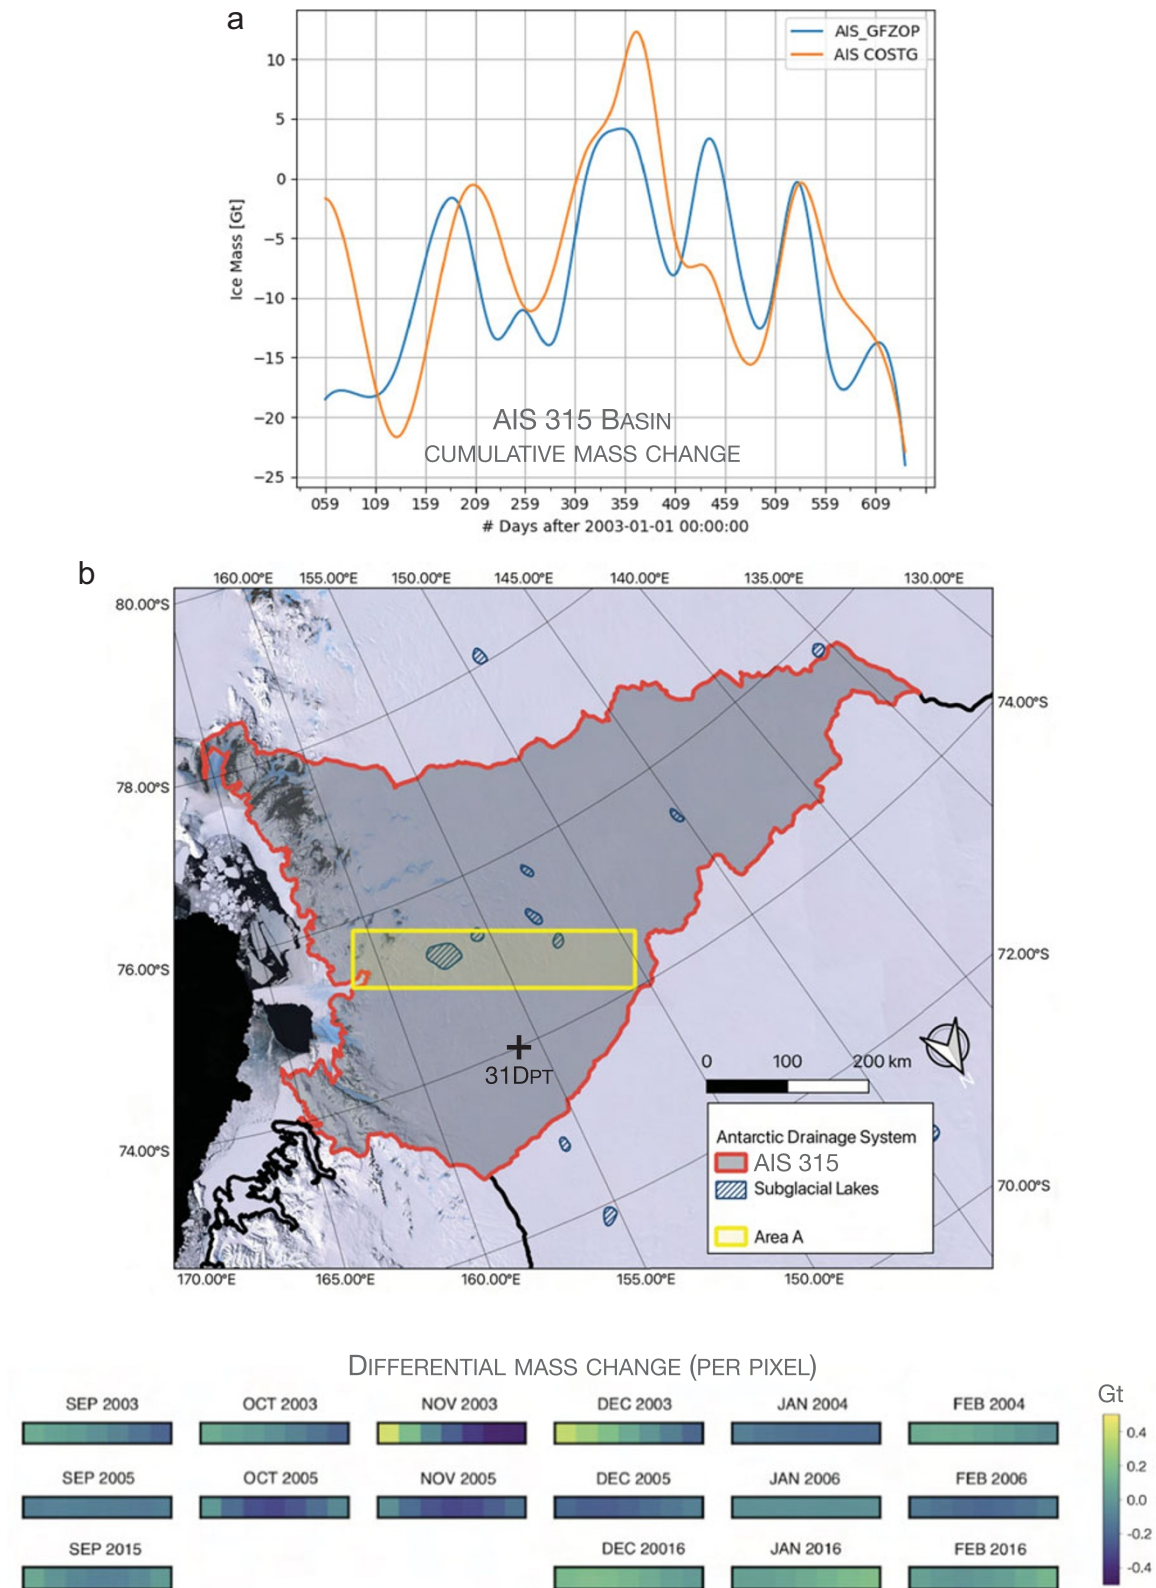 a
AIS_GFZOP
AIS COSTG
10
5
0
−5
−10
−15
−20
−25
Ice Mass [Gt]
AIS 315 BASIN
CUMULATIVE MASS CHANGE
059 109 159 209 259 309 359 409 459 509 559 609
# Days after 2003-01-01 00:00:00
b
160.00°E 155.00°E 150.00°E 145.00°E 140.00°E 135.00°E 130.00°E
80.00°S
74.00°S
78.00°S
76.00°S
72.00°S
31DPT
0 100 200 km
N
Antarctic Drainage System
AIS 315
Subglacial Lakes
Area A
74.00°S
70.00°S
170.00°E 165.00°E 160.00°E 155.00°E 150.00°E
DIFFERENTIAL MASS CHANGE (PER PIXEL)
SEP 2003 OCT 2003 NOV 2003 DEC 2003 JAN 2004 FEB 2004
SEP 2005 OCT 2005 NOV 2005 DEC 2005 JAN 2006 FEB 2006
SEP 2015 DEC 20016 JAN 2016 FEB 2016
Gt
0.4
0.2
0.0
-0.2
-0.4